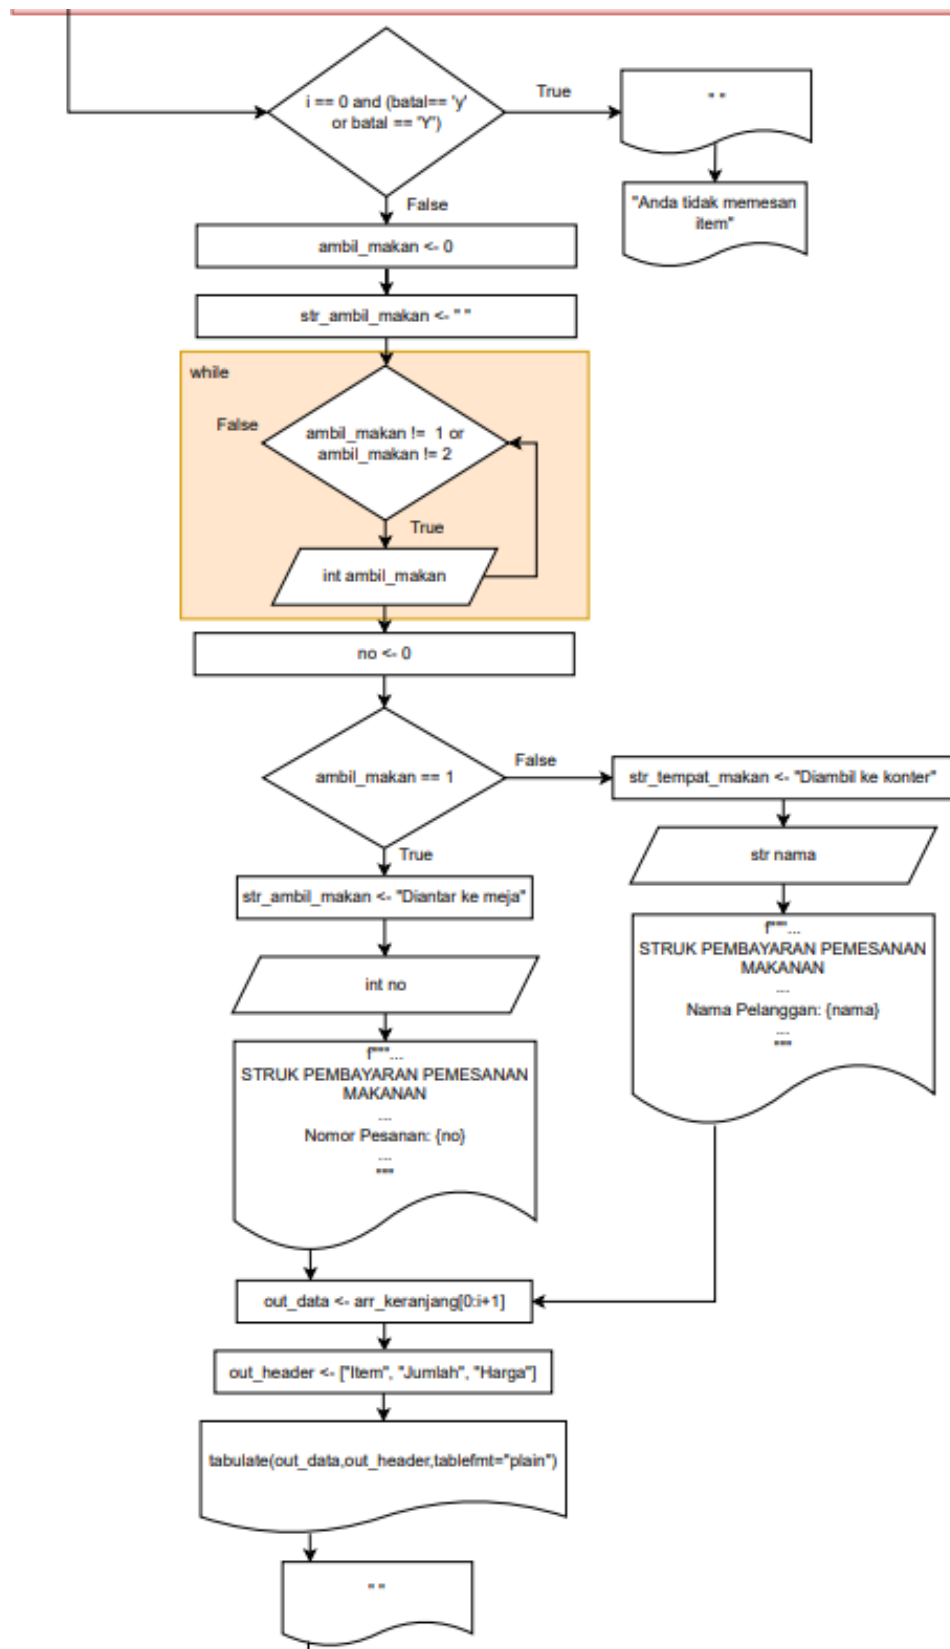 i == 0 and (batal== 'y'
or batal == 'Y')
True
" "
"Anda tidak memesan
item"
False
ambil_makan <- 0
str_ambil_makan <- " "
while
False
ambil_makan != 1 or
ambil_makan != 2
True
int ambil_makan
no <- 0
ambil_makan == 1
False
str_tempat_makan <- "Diambil ke konter"
str nama
f"""...
STRUK PEMBAYARAN PEMESANAN
MAKANAN
...
Nama Pelanggan: {nama}
...
"""
True
str_ambil_makan <- "Diantar ke meja"
int no
f"""...
STRUK PEMBAYARAN PEMESANAN
MAKANAN
...
Nomor Pesanan: {no}
...
"""
out_data <- arr_keranjang[0:i+1]
out_header <- ["Item", "Jumlah", "Harga"]
tabulate(out_data,out_header,tablefmt="plain")
" "